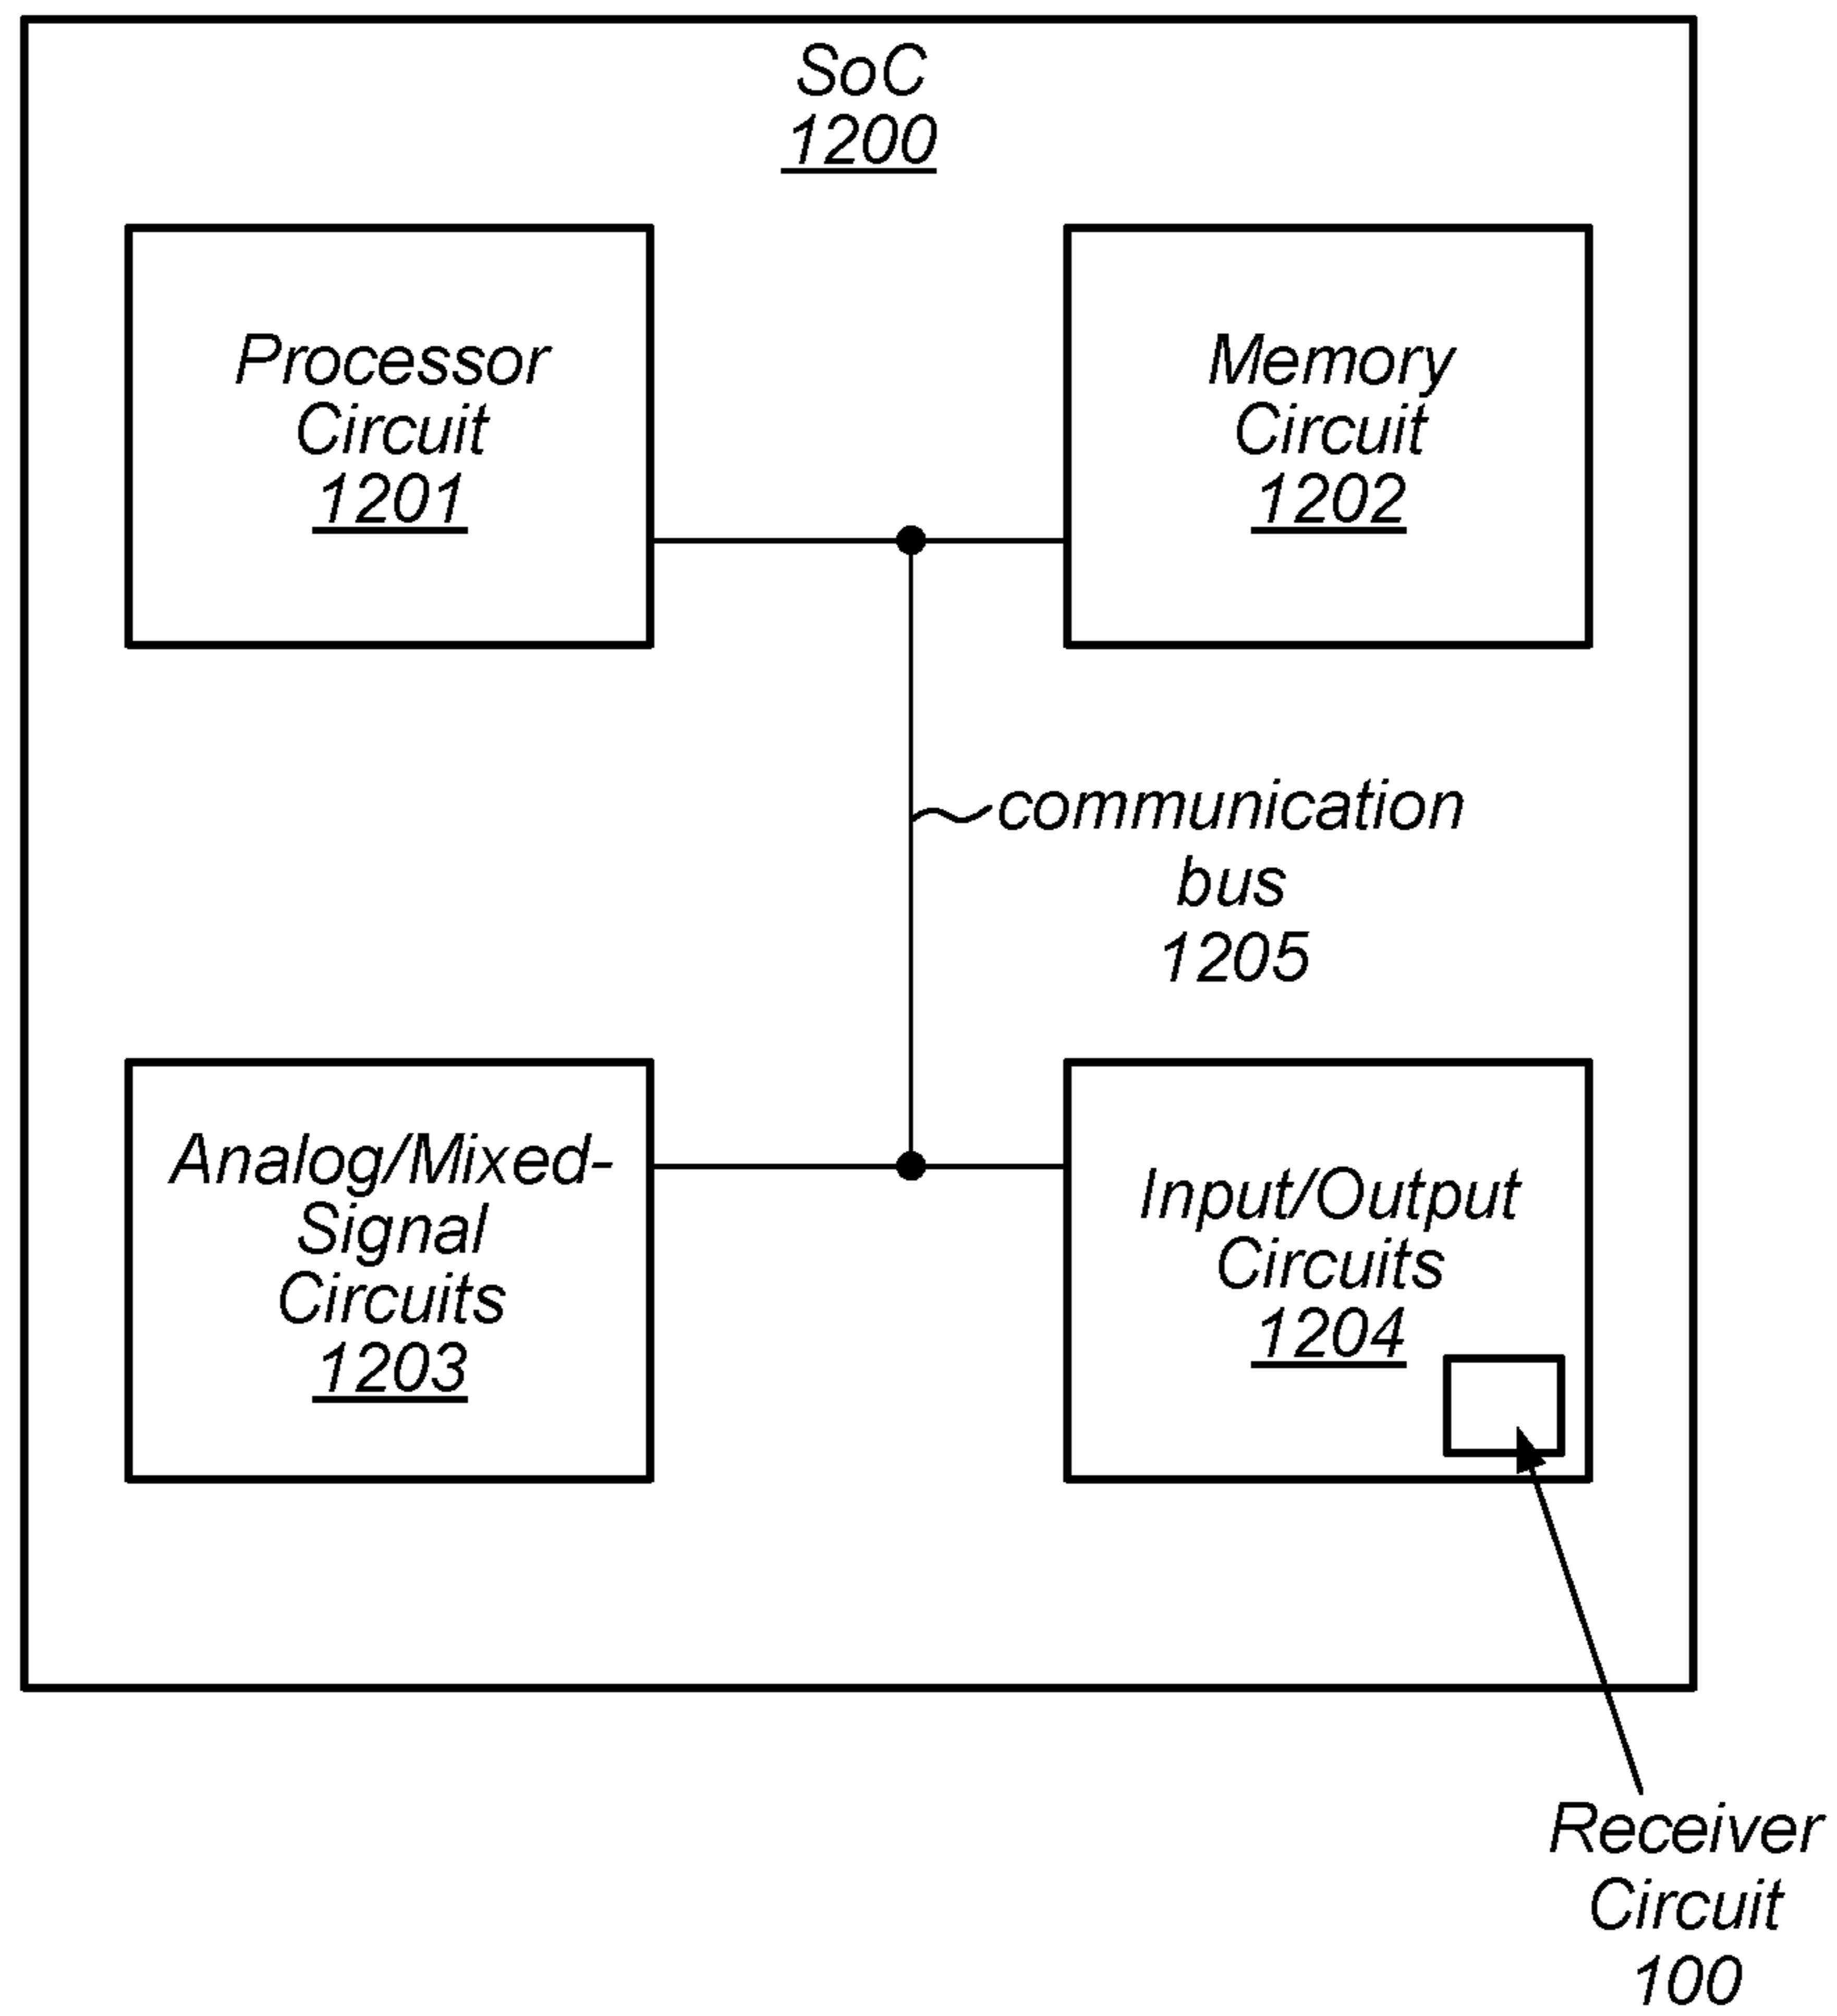 SoC
1200
Processor
Circuit
1201
Memory
Circuit
1202
communication
bus
1205
Analog/Mixed-
Signal
Circuits
1203
Input/Output
Circuits
1204
Receiver
Circuit
100